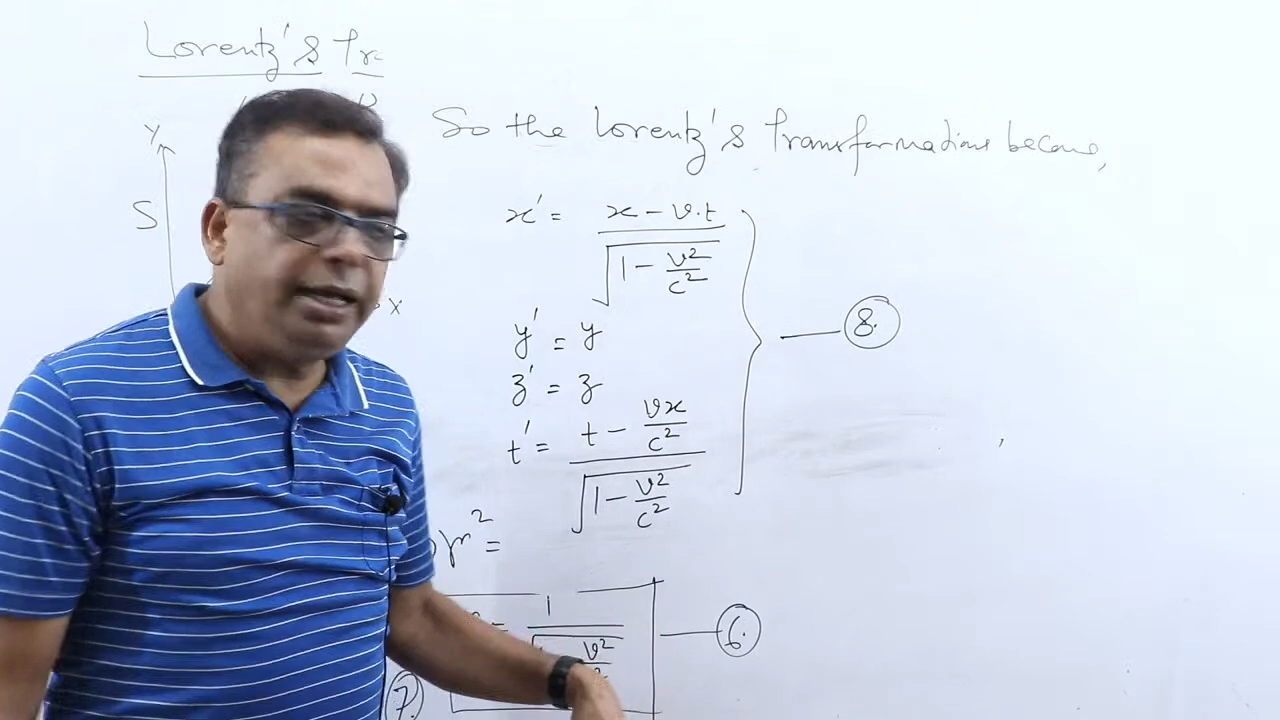 Lorentz's Tr
Y
S
X
So the Lorentz's Transformations become,
x' = x - v.t / √(1 - v²/c²)
y' = y
z' = z
t' = t - vx/c² / √(1 - v²/c²)
8.
r² =
= 1 / √ v²
6.
7.